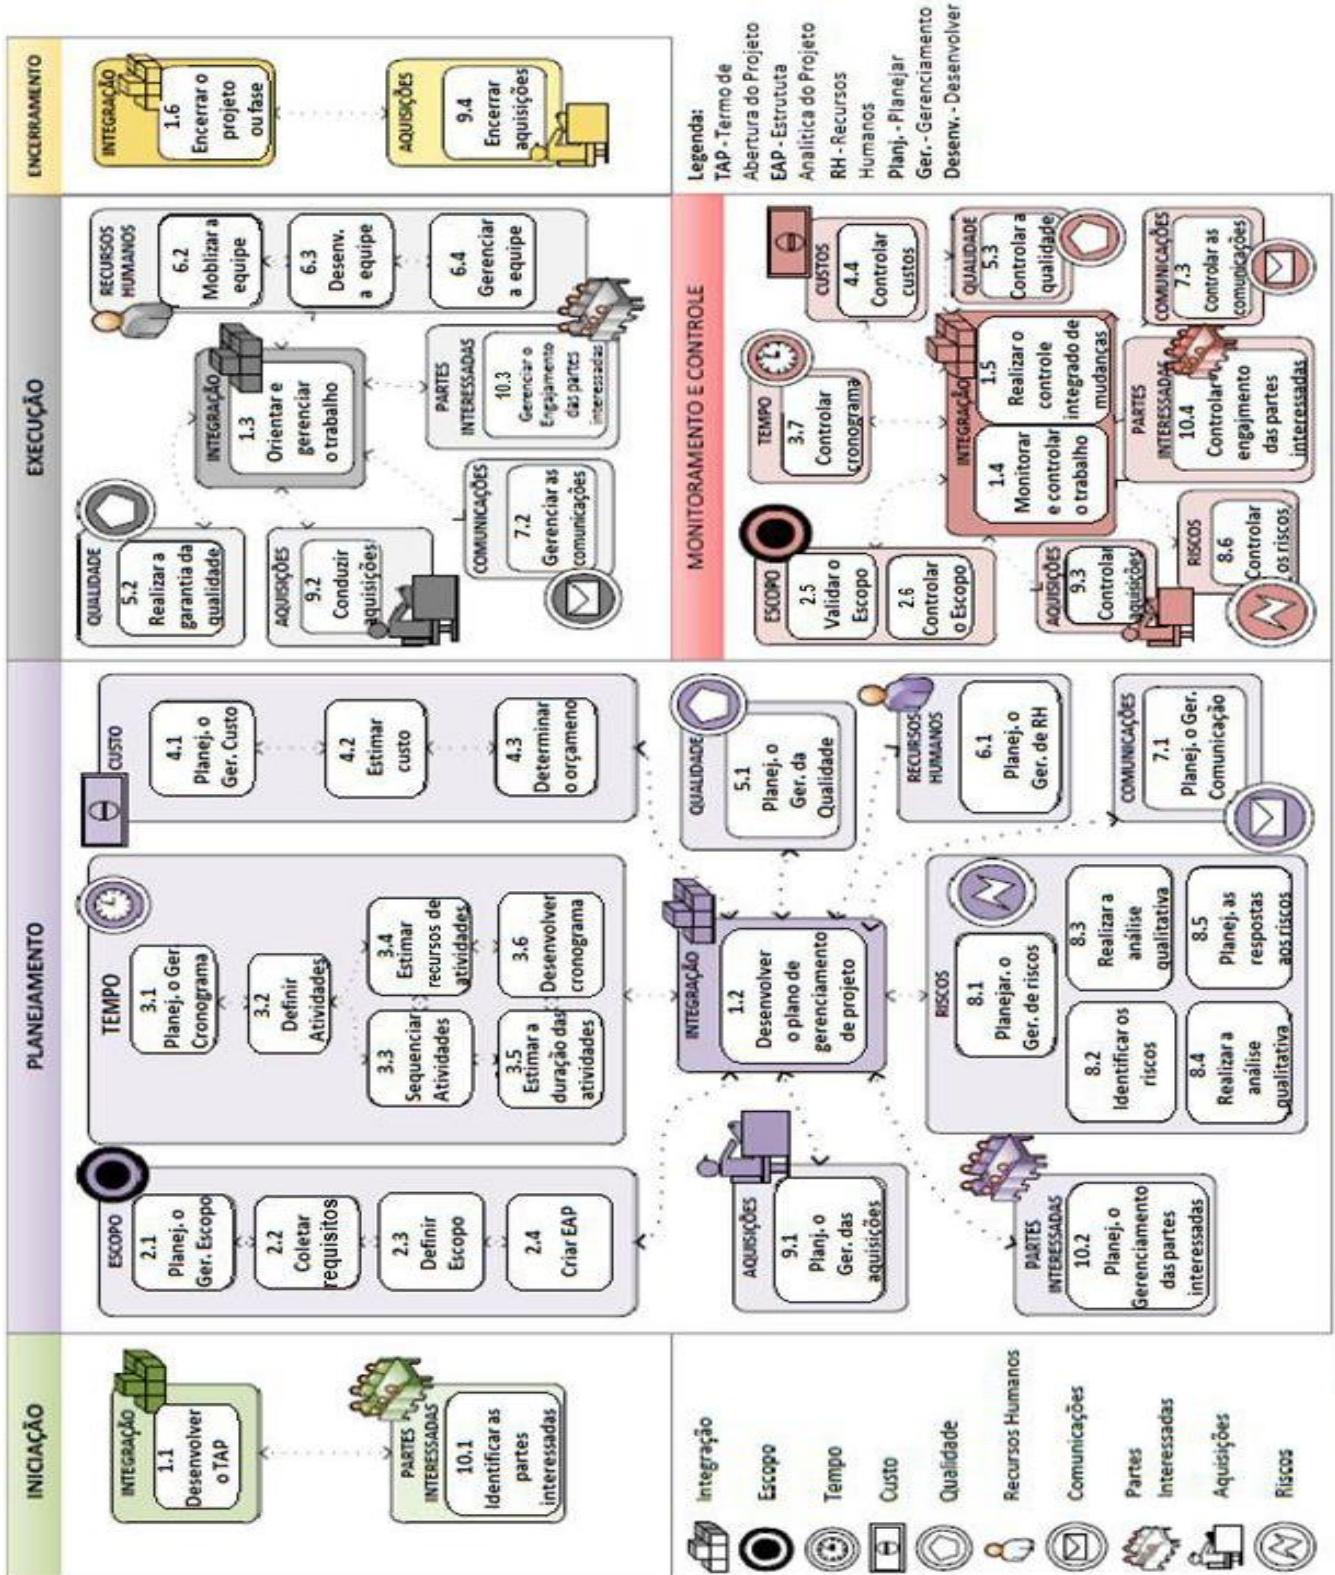 INICIAÇÃO
INTEGRAÇÃO
1.1
Desenvolver
o TAP
PARTES
INTERESSADAS
10.1
Identificar as
partes
interessadas
Integração
Escopo
Tempo
Custo
Qualidade
Recursos Humanos
Comunicações
Partes
Interessadas
Aquisições
Riscos
PLANEJAMENTO
ESCOPO
2.1
Planej. o
Ger. Escopo
2.2
Coletar
requisitos
2.3
Definir
Escopo
2.4
Criar EAP
TEMPO
3.1
Planej. o Ger.
Cronograma
3.2
Definir
Atividades
3.3
Sequenciar
Atividades
3.4
Estimar
recursos de
atividades
3.5
Estimar a
duração das
atividades
3.6
Desenvolver
cronograma
CUSTO
4.1
Planej. o
Ger. Custo
4.2
Estimar
custo
4.3
Determinar
o orçameno
INTEGRAÇÃO
1.2
Desenvolver
o plano de
gerenciamento
de projeto
AQUISIÇÕES
9.1
Planj. o
Ger. das
aquisições
QUALIDADE
5.1
Planej. o
Ger. da
Qualidade
RECURSOS
HUMANOS
6.1
Planej. o
Ger. de RH
PARTES
INTERESSADAS
10.2
Planej. o
Gerenciamento
das partes
interessadas
RISCOS
8.1
Planejar. o
Ger. de riscos
8.2
Identificar os
riscos
8.3
Realizar a
análise
qualitativa
8.4
Realizar a
análise
qualitativa
8.5
Planej. as
respostas
aos riscos
COMUNICAÇÕES
7.1
Planej. o Ger.
Comunicação
EXECUÇÃO
QUALIDADE
5.2
Realizar a
garantia da
qualidade
INTEGRAÇÃO
1.3
Orientar e
gerenciar
o trabalho
RECURSOS
HUMANOS
6.2
Moblizar a
equipe
6.3
Desenv.
a equipe
6.4
Gerenciar
a equipe
AQUISIÇÕES
9.2
Conduzir
aquisições
COMUNICAÇÕES
7.2
Gerenciar as
comunicações
PARTES
INTERESSADAS
10.3
Gerenciar o
Engajamento
das partes
interessadas
MONITORAMENTO E CONTROLE
ESCOPO
2.5
Validar o
Escopo
2.6
Controlar
o Escopo
TEMPO
3.7
Controlar
cronograma
CUSTOS
4.4
Controlar
custos
INTEGRAÇÃO
1.4
Monitorar
e controlar
o trabalho
1.5
Realizar o
controle
integrado de
mudanças
QUALIDADE
5.3
Controlar a
qualidade
AQUISIÇÕES
9.3
Controlar
aquisições
RISCOS
8.6
Controlar
os riscos
PARTES
INTERESSADAS
10.4
Controlar
engajmento
das partes
interessadas
COMUNICAÇÕES
7.3
Controlar as
comunicações
ENCERRAMENTO
INTEGRAÇÃO
1.6
Encerrar o
projeto
ou fase
AQUISIÇÕES
9.4
Encerrar
aquisições
Legenda:
TAP - Termo de
Abertura do Projeto
EAP - Estrututa
Analítica do Projeto
RH - Recursos
Humanos
Planj. - Planejar
Ger. - Gerenciamento
Desenv. - Desenvolver